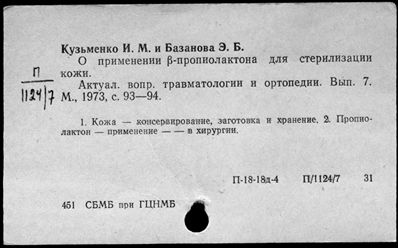 Кузьменко И. М. и Базанова Э. Б.
О применении β-пропиолактона для стерилизации
кожи.
Актуал. вопр. травматологии и ортопедии. Вып. 7.
М., 1973, с. 93—94.
П
1124/7
1. Кожа — консервирование, заготовка и хранение. 2. Пропио-
лактон — применение — — в хирургии.
П-18-18д-4 П/1124/7 31
451 СБМБ при ГЦНМБ